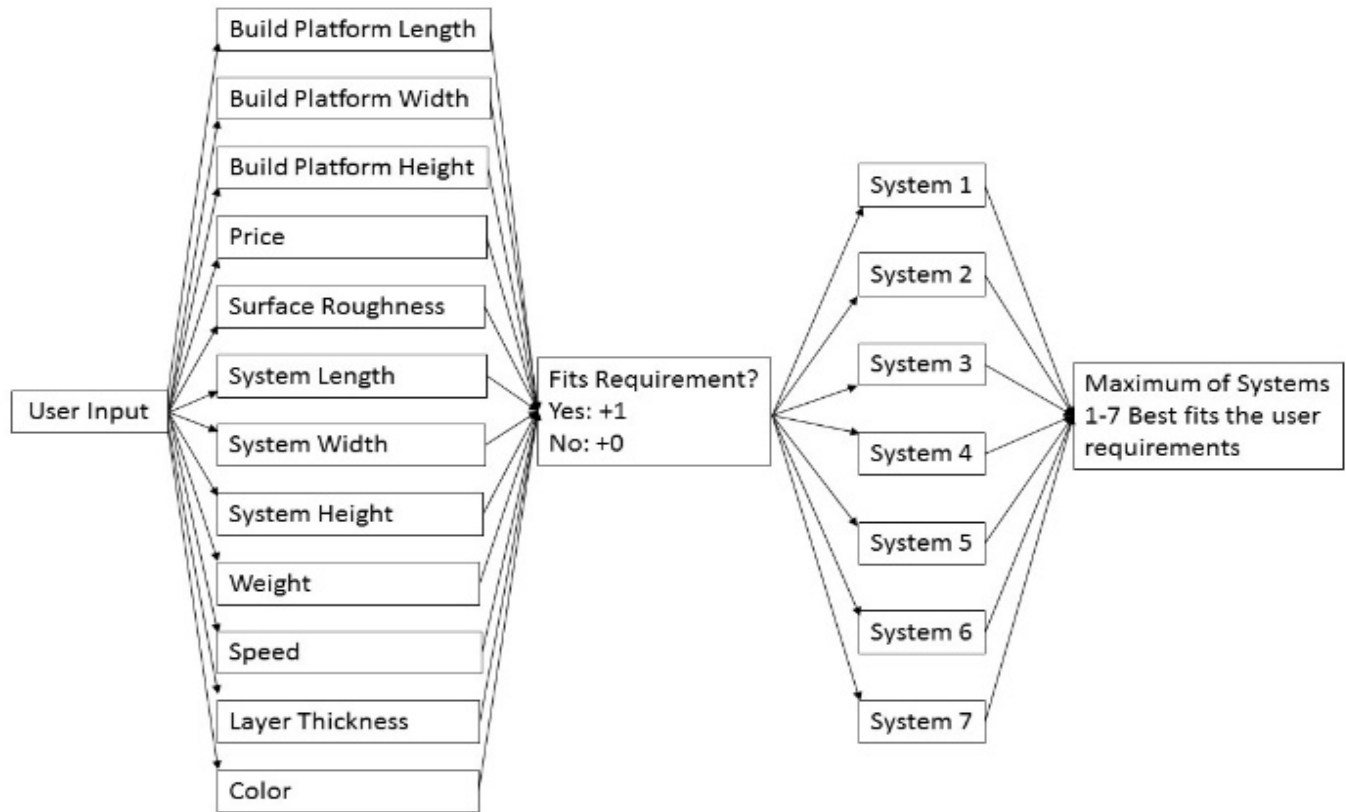 User Input
Build Platform Length
Build Platform Width
Build Platform Height
Price
Surface Roughness
System Length
System Width
System Height
Weight
Speed
Layer Thickness
Color
Fits Requirement?
Yes: +1
No: +0
System 1
System 2
System 3
System 4
System 5
System 6
System 7
Maximum of Systems
1-7 Best fits the user
requirements